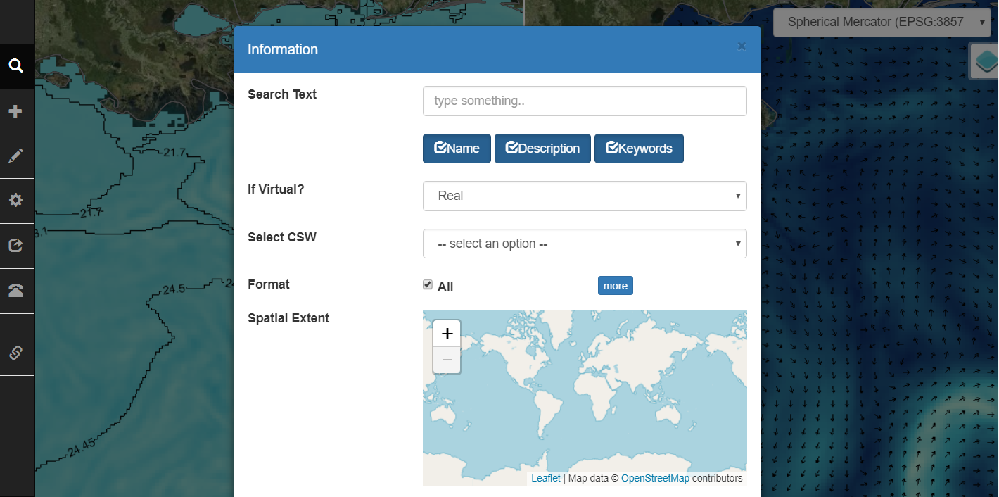 Spherical Mercator (EPSG:3857
Information
×
Search Text
type something..
Name
Description
Keywords
If Virtual?
Real
Select CSW
-- select an option --
Format
All
more
Spatial Extent
+
−
Leaflet | Map data © OpenStreetMap contributors
21.7
21.7
3.1
24.5
24
24.45